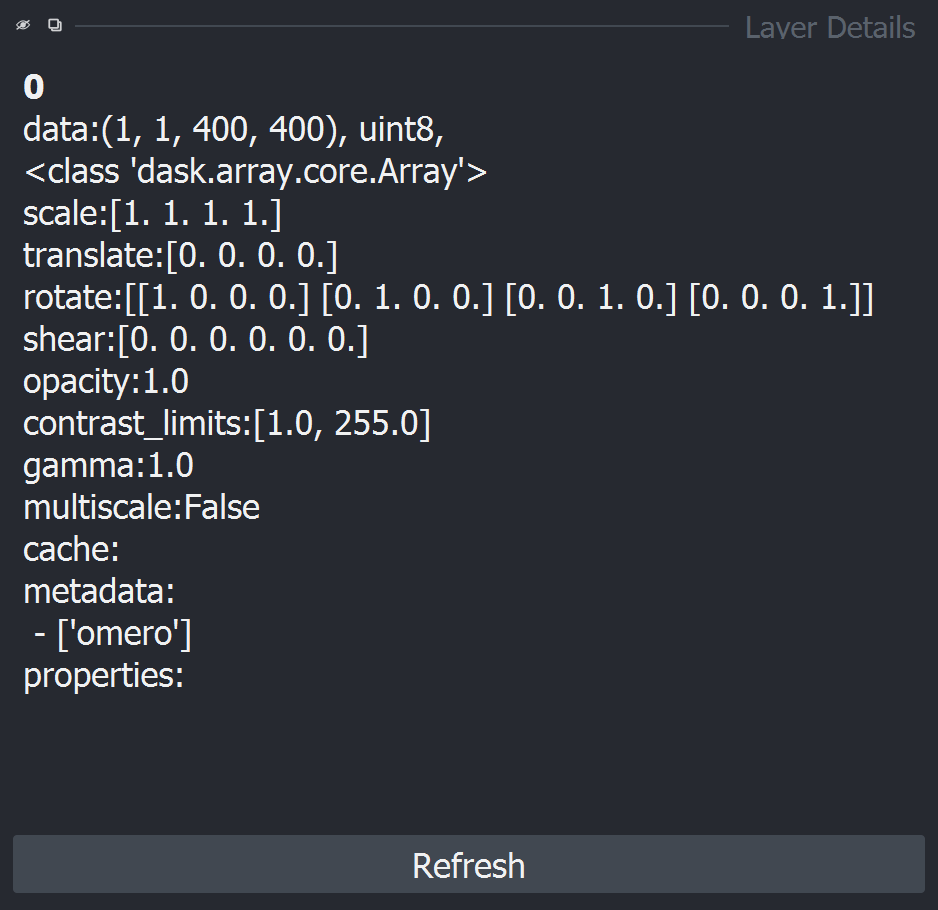 Layer Details
0
data:(1, 1, 400, 400), uint8,
<class 'dask.array.core.Array'>
scale:[1. 1. 1. 1.]
translate:[0. 0. 0. 0.]
rotate:[[1. 0. 0. 0.] [0. 1. 0. 0.] [0. 0. 1. 0.] [0. 0. 0. 1.]]
shear:[0. 0. 0. 0. 0. 0.]
opacity:1.0
contrast_limits:[1.0, 255.0]
gamma:1.0
multiscale:False
cache:
metadata:
 - ['omero']
properties:
Refresh